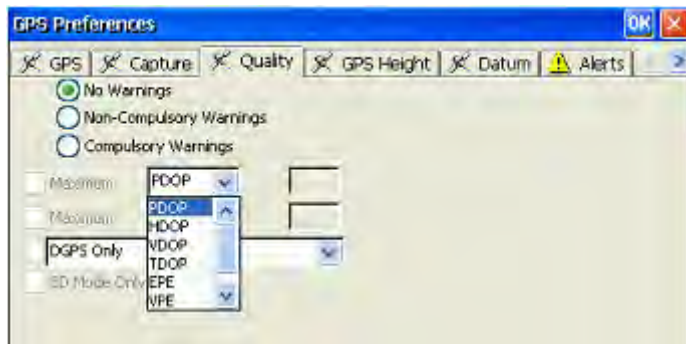 GPS Preferences OK
GPS Capture Quality GPS Height Datum Alerts
No Warnings
Non-Compulsory Warnings
Compulsory Warnings
Maximum PDOP
PDOP
Maximum
HDOP
DGPS Only VDOP
TDOP
3D Mode Only EPE
VPE